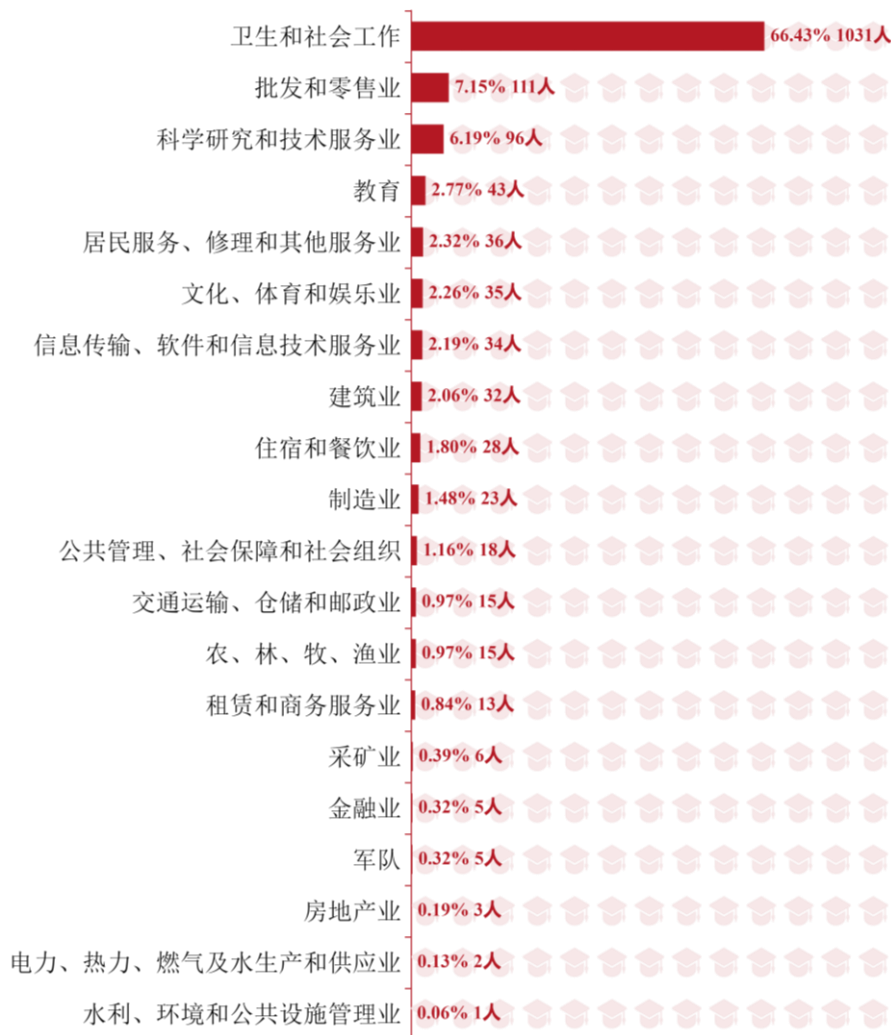 卫生和社会工作 66.43% 1031人
批发和零售业 7.15% 111人
科学研究和技术服务业 6.19% 96人
教育 2.77% 43人
居民服务、修理和其他服务业 2.32% 36人
文化、体育和娱乐业 2.26% 35人
信息传输、软件和信息技术服务业 2.19% 34人
建筑业 2.06% 32人
住宿和餐饮业 1.80% 28人
制造业 1.48% 23人
公共管理、社会保障和社会组织 1.16% 18人
交通运输、仓储和邮政业 0.97% 15人
农、林、牧、渔业 0.97% 15人
租赁和商务服务业 0.84% 13人
采矿业 0.39% 6人
金融业 0.32% 5人
军队 0.32% 5人
房地产业 0.19% 3人
电力、热力、燃气及水生产和供应业 0.13% 2人
水利、环境和公共设施管理业 0.06% 1人